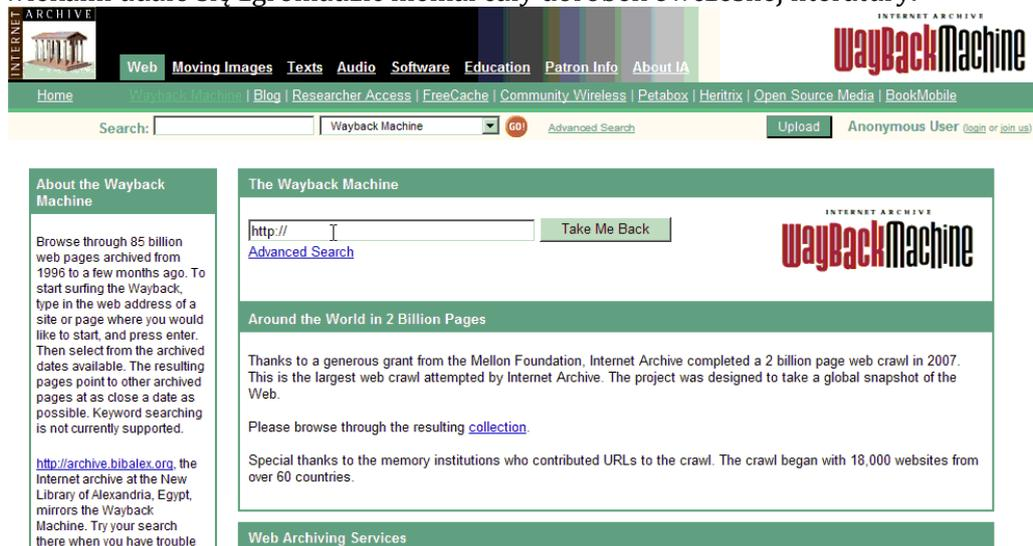 INTERNET ARCHIVE
INTERNET ARCHIVE
WayBackMachine
Web Moving Images Texts Audio Software Education Patron Info About IA
Home Wayback Machine | Blog | Researcher Access | FreeCache | Community Wireless | Petabox | Heritrix | Open Source Media | BookMobile
Search: Wayback Machine GO! Advanced Search Upload Anonymous User (login or join us)
About the Wayback
Machine
Browse through 85 billion
web pages archived from
1996 to a few months ago. To
start surfing the Wayback,
type in the web address of a
site or page where you would
like to start, and press enter.
Then select from the archived
dates available. The resulting
pages point to other archived
pages at as close a date as
possible. Keyword searching
is not currently supported.
http://archive.bibalex.org, the
Internet archive at the New
Library of Alexandria, Egypt,
mirrors the Wayback
Machine. Try your search
there when you have trouble
The Wayback Machine
http://
Take Me Back
Advanced Search
INTERNET ARCHIVE
WayBackMachine
Around the World in 2 Billion Pages
Thanks to a generous grant from the Mellon Foundation, Internet Archive completed a 2 billion page web crawl in 2007.
This is the largest web crawl attempted by Internet Archive. The project was designed to take a global snapshot of the
Web.
Please browse through the resulting collection.
Special thanks to the memory institutions who contributed URLs to the crawl. The crawl began with 18,000 websites from
over 60 countries.
Web Archiving Services